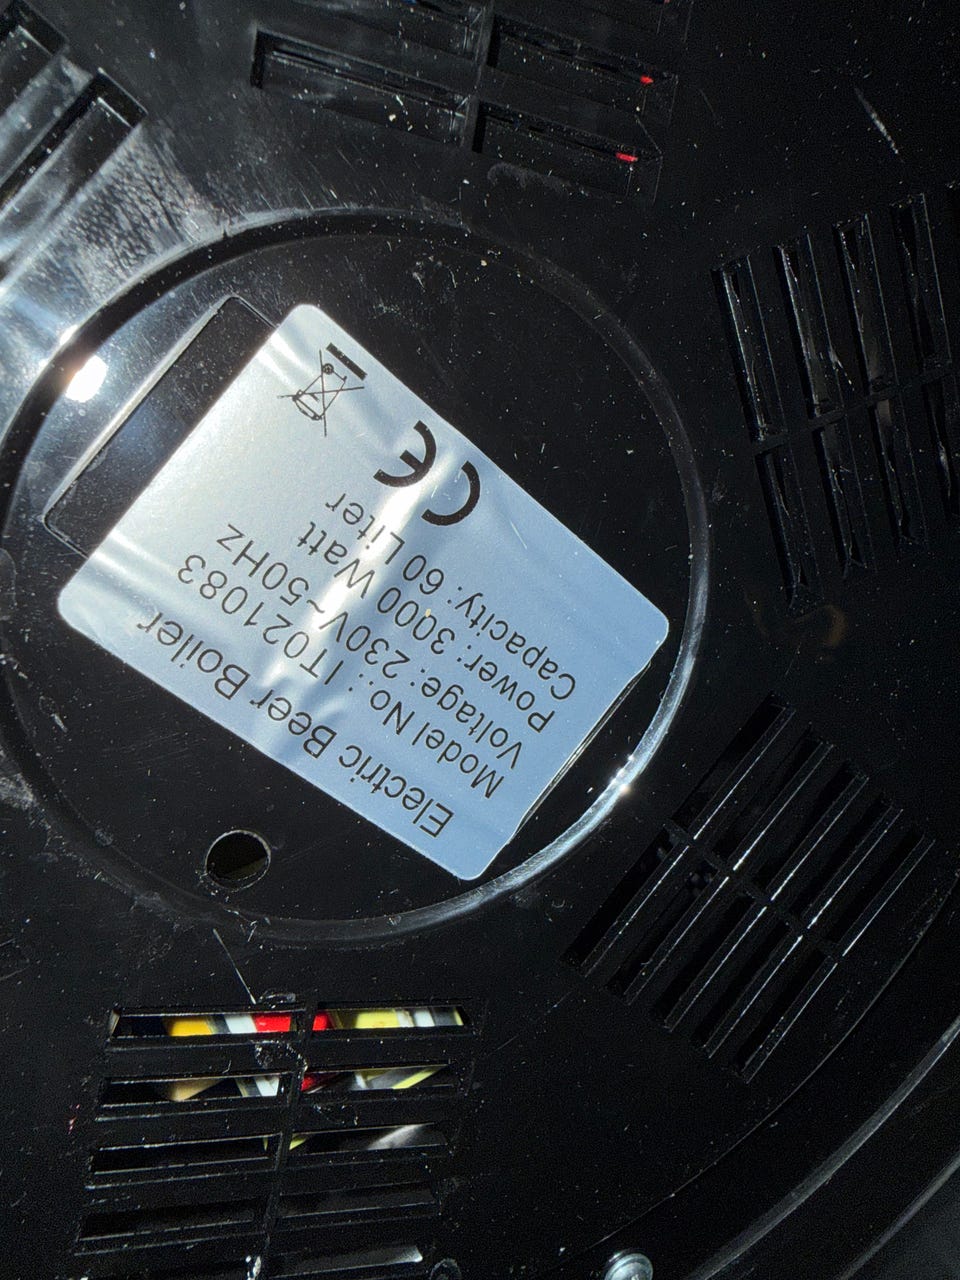 Electric Beer Boiler
Model No.: IT021083
Voltage: 230V~50Hz
Power: 3000 Watt
Capacity: 60 Liter
CE